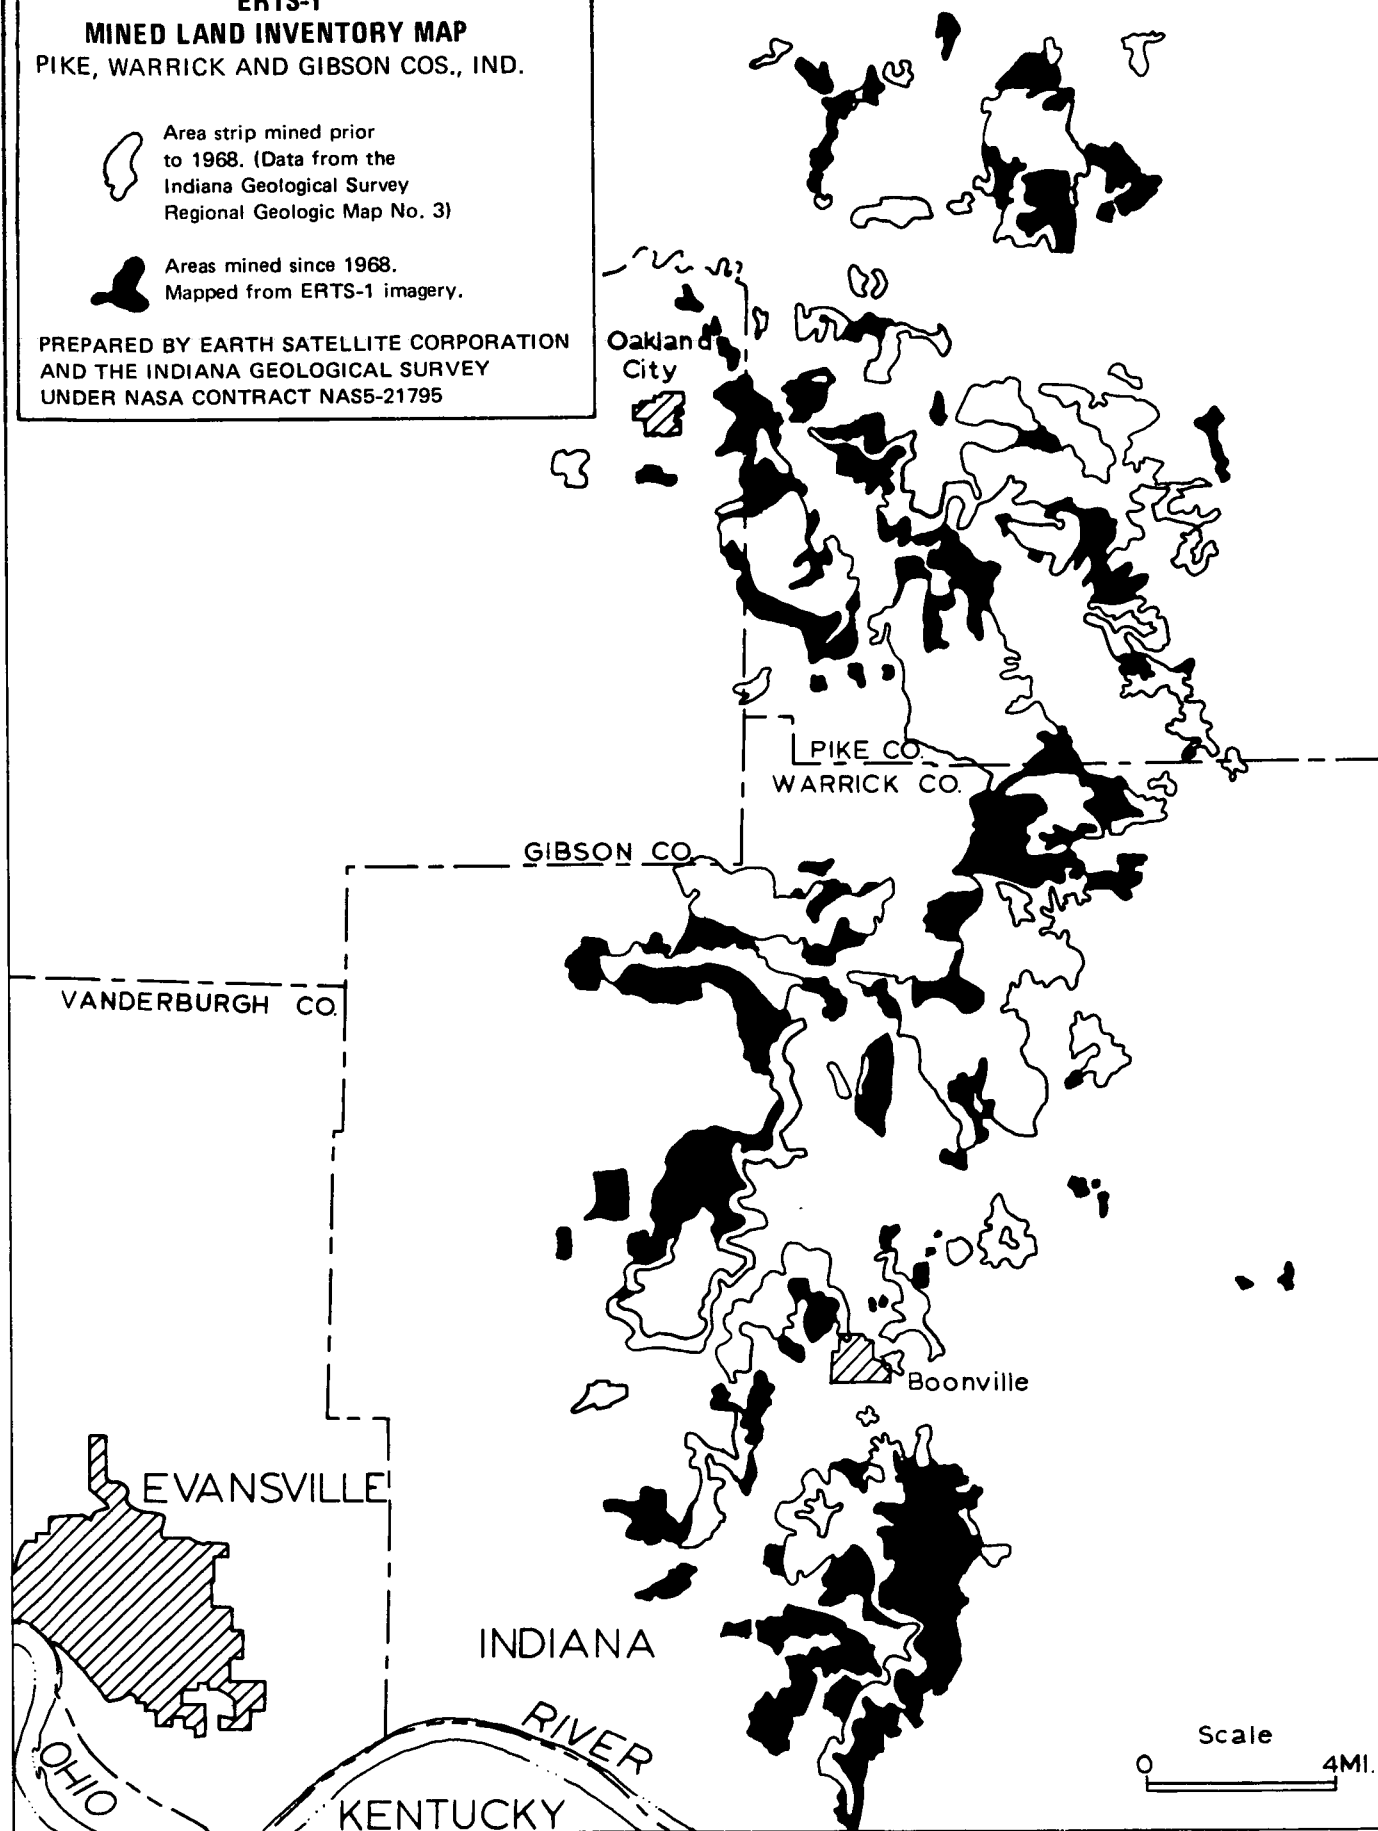 ERTS-1
MINED LAND INVENTORY MAP
PIKE, WARRICK AND GIBSON COS., IND.
Area strip mined prior
to 1968. (Data from the
Indiana Geological Survey
Regional Geologic Map No. 3)
Areas mined since 1968.
Mapped from ERTS-1 imagery.
PREPARED BY EARTH SATELLITE CORPORATION
AND THE INDIANA GEOLOGICAL SURVEY
UNDER NASA CONTRACT NAS5-21795
Oakland
City
PIKE CO.
WARRICK CO.
GIBSON CO.
VANDERBURGH CO.
Boonville
EVANSVILLE
INDIANA
RIVER
OHIO
KENTUCKY
Scale
0 4MI.